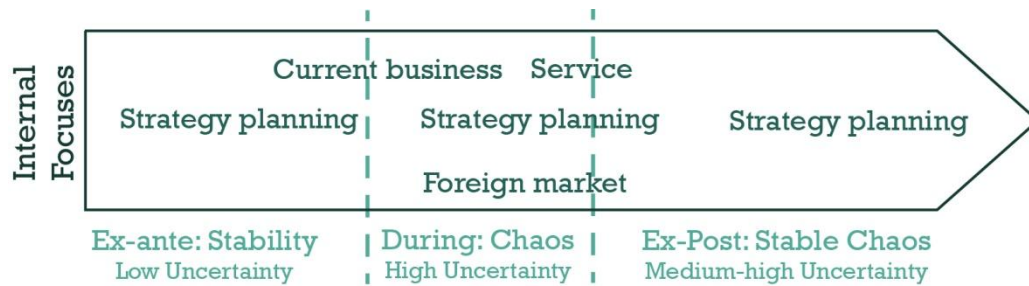 Internal
Focuses
Current business Service
Strategy planning Strategy planning Strategy planning
Foreign market
Ex-ante: Stability During: Chaos Ex-Post: Stable Chaos
Low Uncertainty High Uncertainty Medium-high Uncertainty